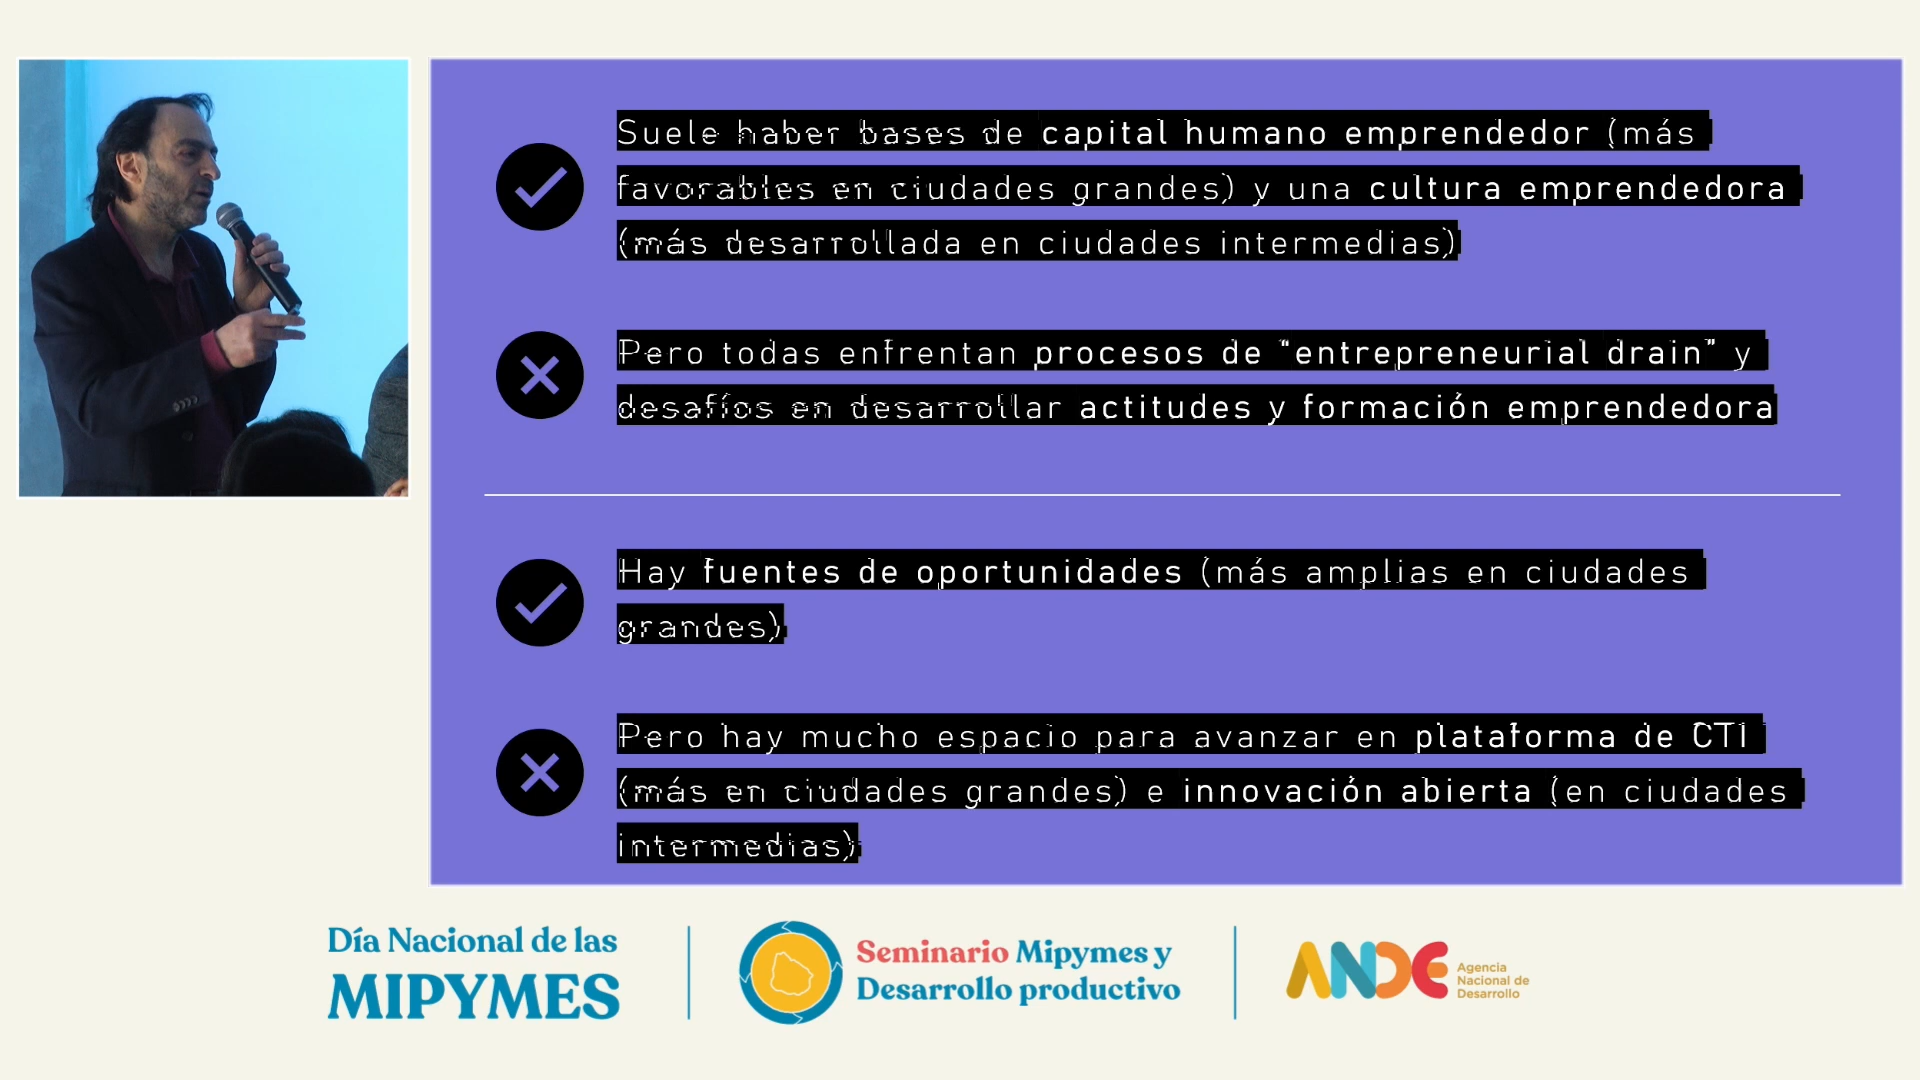 Suele haber bases de capital humano emprendedor (más
favorables en ciudades grandes) y una cultura emprendedora
(más desarrollada en ciudades intermedias)
Pero todas enfrentan procesos de “entrepreneurial drain” y
desafíos en desarrollar actitudes y formación emprendedora
Hay fuentes de oportunidades (más amplias en ciudades
grandes)
Pero hay mucho espacio para avanzar en plataforma de CTI
(más en ciudades grandes) e innovación abierta (en ciudades
intermedias)
Día Nacional de las
MIPYMES
Seminario Mipymes y
Desarrollo productivo
ANDE
Agencia
Nacional de
Desarrollo